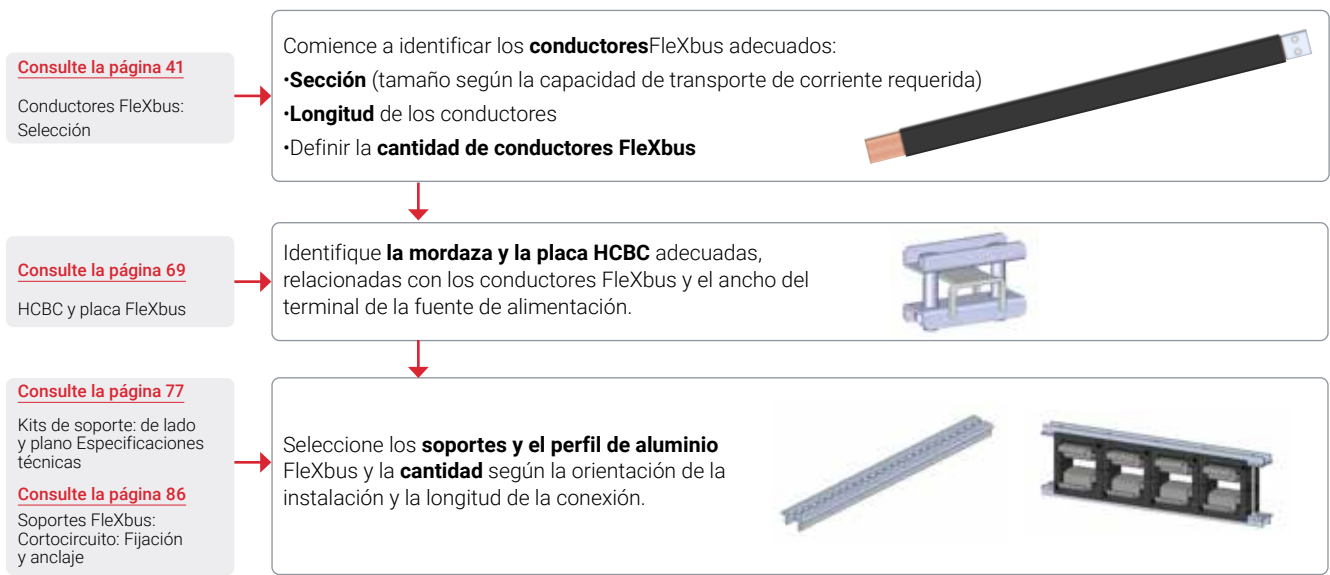 Consulte la página 41
Conductores FleXbus:
Selección
Comience a identificar los conductoresFleXbus adecuados:
•Sección (tamaño según la capacidad de transporte de corriente requerida)
•Longitud de los conductores
•Definir la cantidad de conductores FleXbus
Consulte la página 69
HCBC y placa FleXbus
Identifique la mordaza y la placa HCBC adecuadas,
relacionadas con los conductores FleXbus y el ancho del
terminal de la fuente de alimentación.
Consulte la página 77
Kits de soporte: de lado
y plano Especificaciones
técnicas
Consulte la página 86
Soportes FleXbus:
Cortocircuito: Fijación
y anclaje
Seleccione los soportes y el perfil de aluminio
FleXbus y la cantidad según la orientación de la
instalación y la longitud de la conexión.